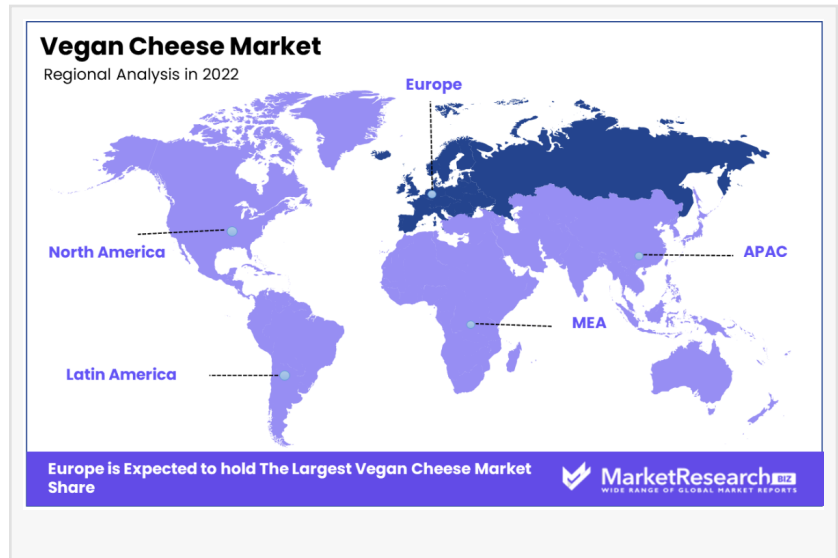 Vegan Cheese Market
Regional Analysis in 2022
Europe
North America
APAC
MEA
Latin America
Europe is Expected to hold The Largest Vegan Cheese Market
Share
MarketResearch BIZ
WIDE RANGE OF GLOBAL MARKET REPORTS